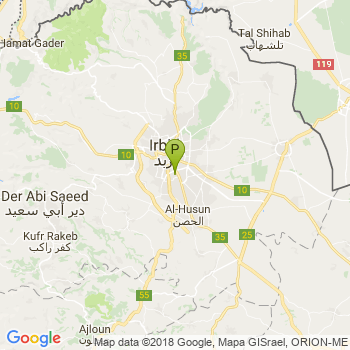 Tal Shihab
تل شهاب
Hamat Gader
35
119
10
P
Irbid
إربد
10
10
Der Abi Saeed
دير أبي سعيد
Al-Husun
الحصن
Kufr Rakeb
كفر راكب
35
25
55
Ajloun
Google
Map data ©2018 Google, Mapa GISrael, ORION-ME